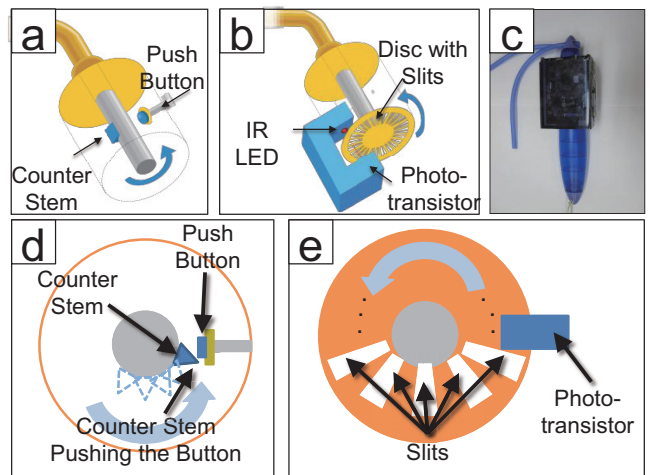 a
Push
Button
Counter
Stem
b
Disc with
Slits
IR
LED
Photo-
transistor
c
d
Push
Button
Counter
Stem
Counter Stem
Pushing the Button
e
Photo-
transistor
Slits